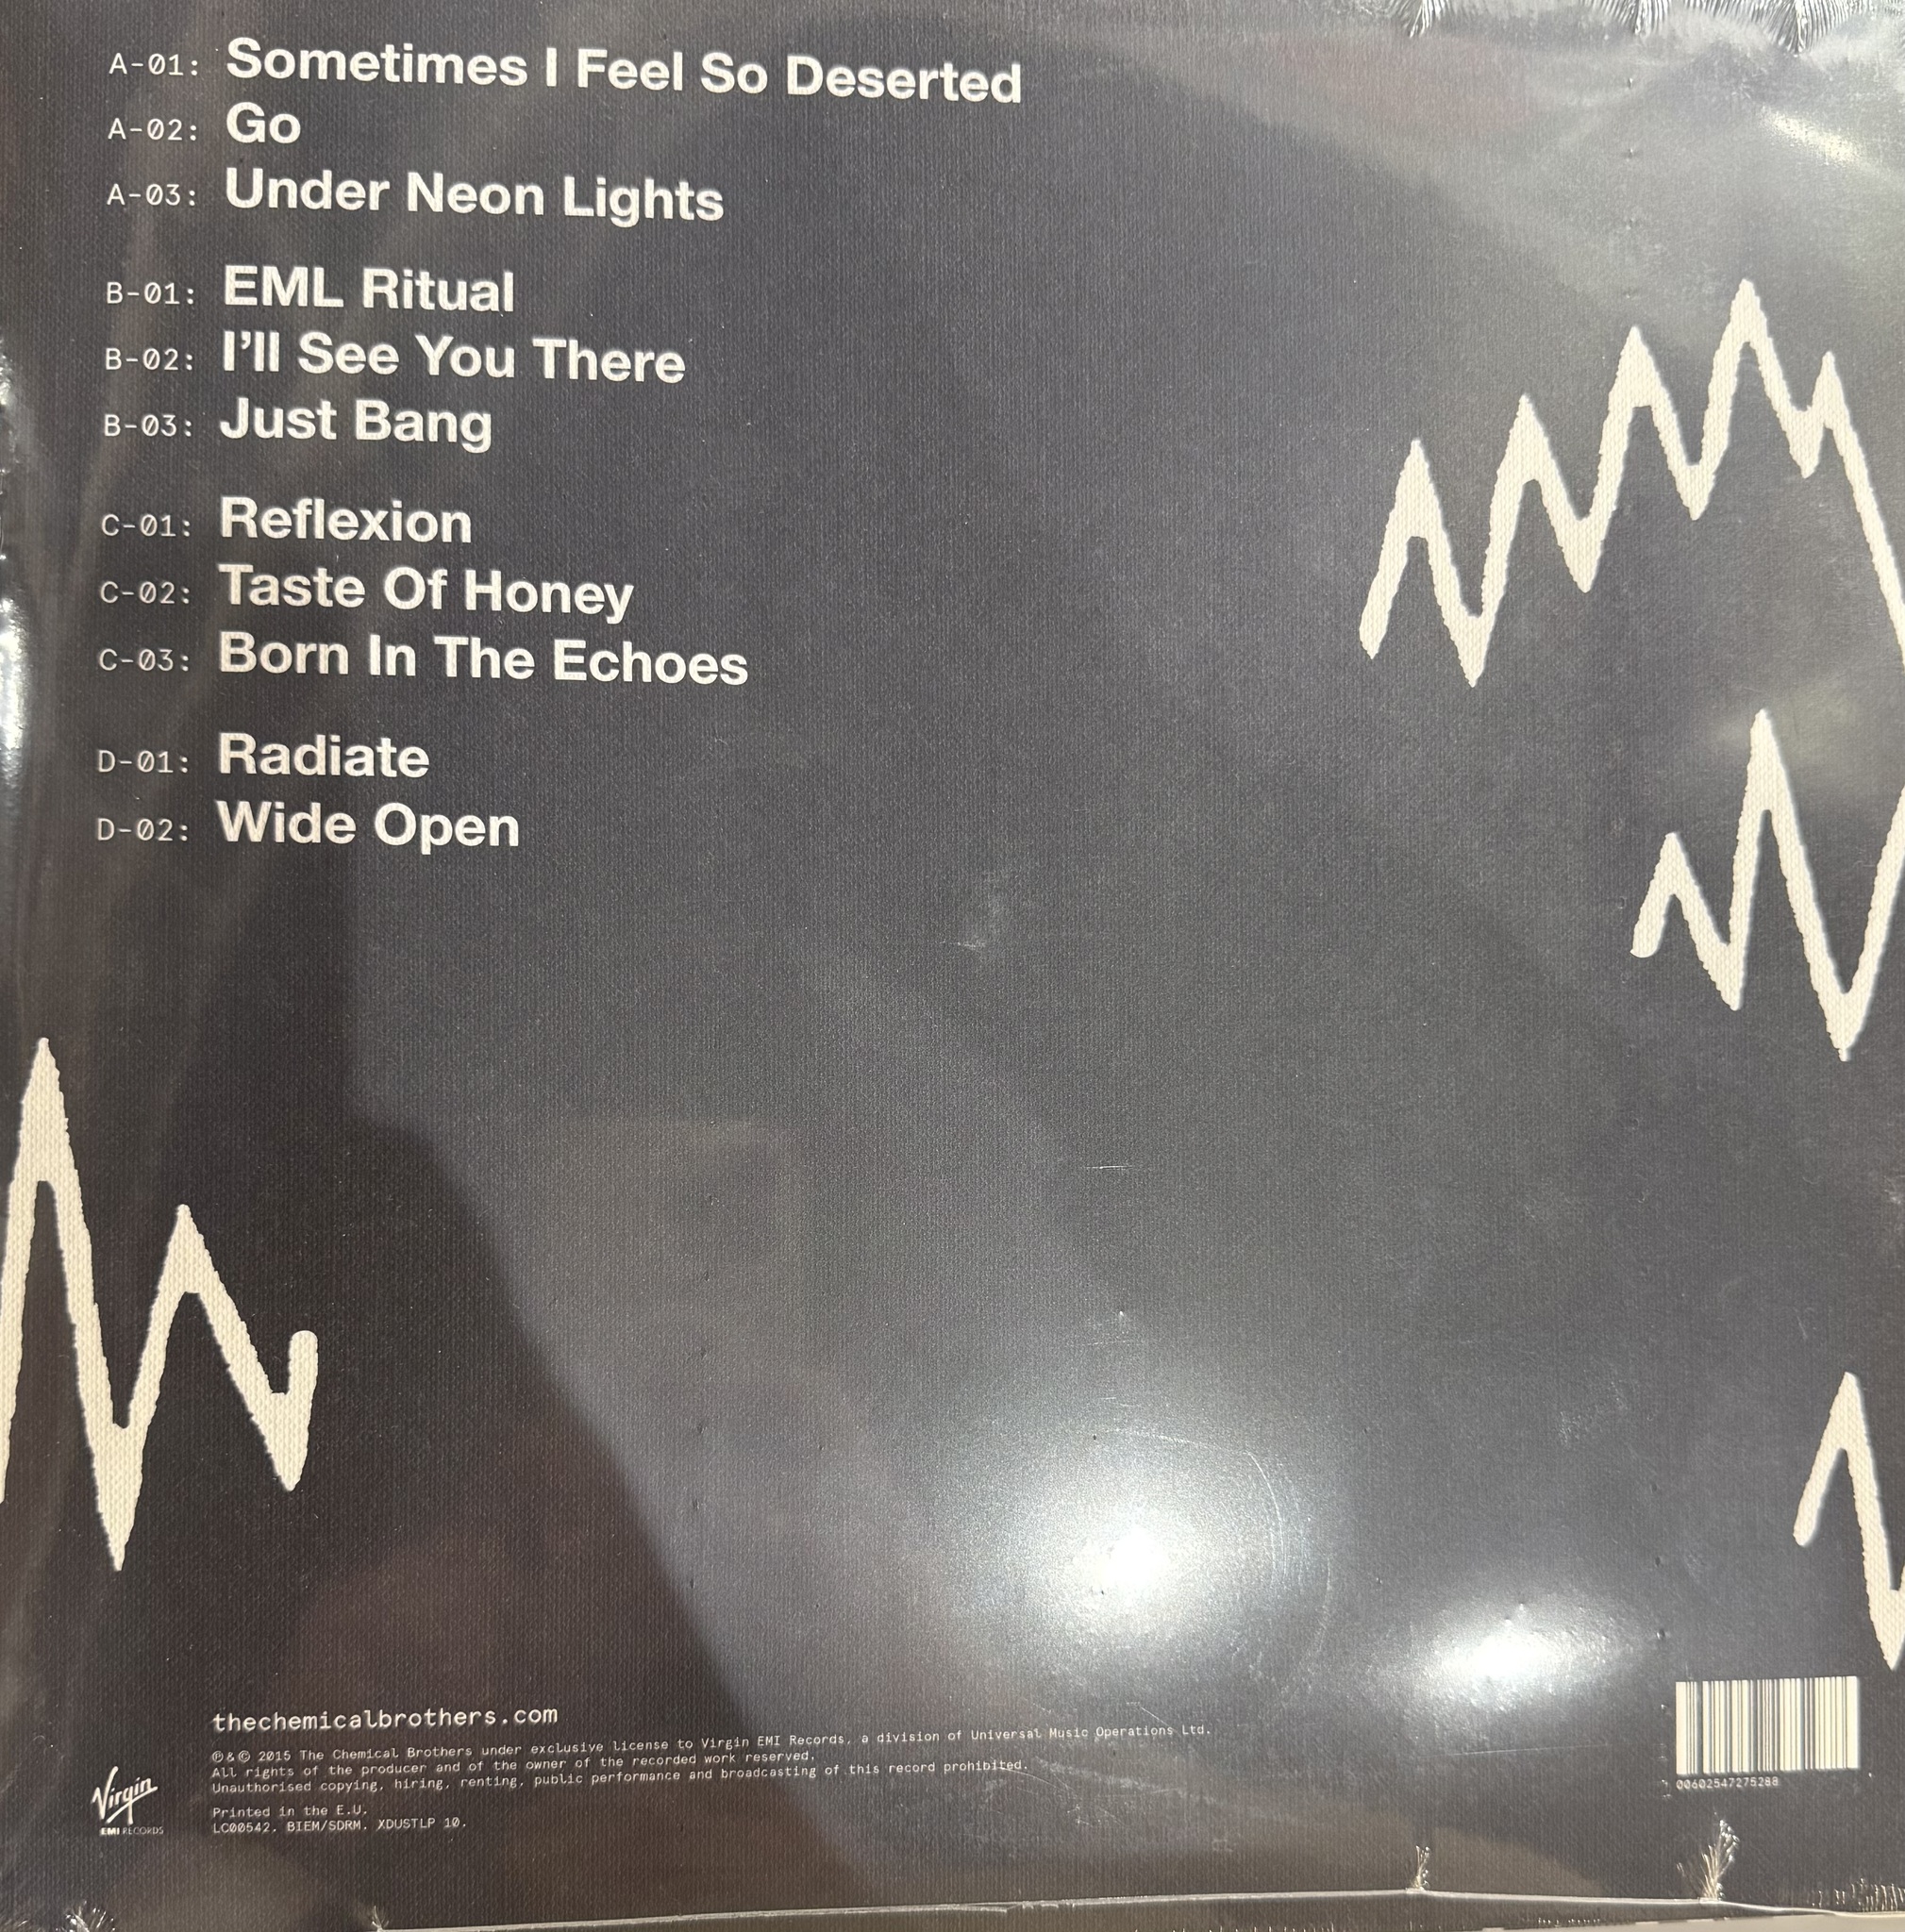 A-01: Sometimes I Feel So Deserted
A-02: Go
A-03: Under Neon Lights
B-01: EML Ritual
B-02: I’ll See You There
B-03: Just Bang
C-01: Reflexion
C-02: Taste Of Honey
C-03: Born In The Echoes
D-01: Radiate
D-02: Wide Open
thechemicalbrothers.com
℗&© 2015 The Chemical Brothers under exclusive license to Virgin EMI Records, a division of Universal Music Operations Ltd.
All rights of the producer and of the owner of the recorded work reserved.
Unauthorised copying, hiring, renting, public performance and broadcasting of this record prohibited.
Printed in the E.U.
LC00542. BIEM/SDRM. XDUSTLP 10.
Virgin
EMI RECORDS
00602547275288